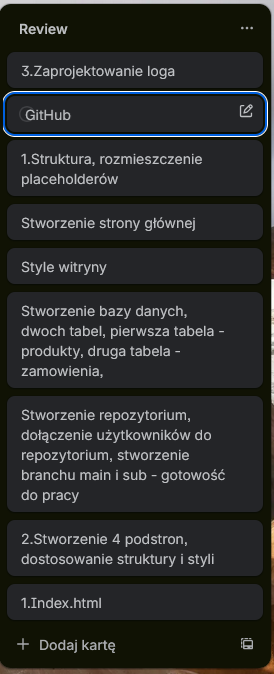 Review
3.Zaprojektowanie loga
GitHub
1.Struktura, rozmieszczenie
placeholderów
Stworzenie strony głównej
Style witryny
Stworzenie bazy danych,
dwoch tabel, pierwsza tabela -
produkty, druga tabela -
zamowienia,
Stworzenie repozytorium,
dołączenie użytkowników do
repozytorium, stworzenie
branchu main i sub - gotowość
do pracy
2.Stworzenie 4 podstron,
dostosowanie struktury i styli
1.Index.html
Dodaj kartę